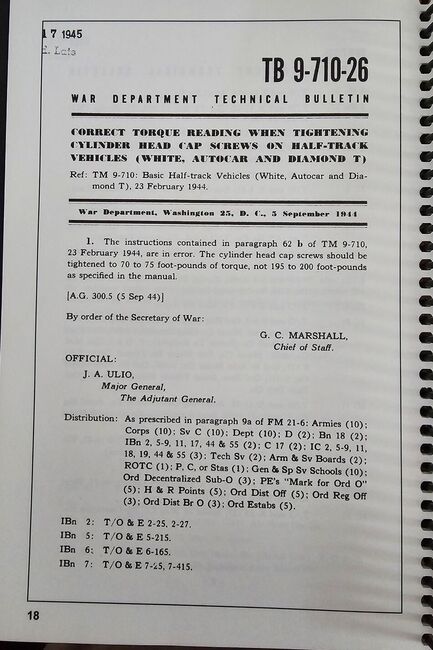 17 1945
TB 9-710-26
WAR DEPARTMENT TECHNICAL BULLETIN
CORRECT TORQUE READING WHEN TIGHTENING
CYLINDER HEAD CAP SCREWS ON HALF-TRACK
VEHICLES (WHITE, AUTOCAR AND DIAMOND T)
Ref: TM 9-710: Basic Half-track Vehicles (White, Autocar and Dia-
mond T), 23 February 1944.
War Department, Washington 25, D. C., 5 September 1944
1. The instructions contained in paragraph 62 b of TM 9-710,
23 February 1944, are in error. The cylinder head cap screws should be
tightened to 70 to 75 foot-pounds of torque, not 195 to 200 foot-pounds
as specified in the manual.
[A.G. 300.5 (5 Sep 44)]
By order of the Secretary of War:
G. C. MARSHALL,
Chief of Staff.
OFFICIAL:
J. A. ULIO,
Major General,
The Adjutant General.
Distribution: As prescribed in paragraph 9a of FM 21-6: Armies (10);
Corps (10); Sv C (10); Dept (10); D (2); Bn 18 (2);
IBn 2, 5-9, 11, 17, 44 & 55 (2); C 17 (2); IC 2, 5-9, 11,
18, 19, 44 & 55 (3); Tech Sv (2); Arm & Sv Boards (2);
ROTC (1); P, C, or Stas (1); Gen & Sp Sv Schools (10);
Ord Decentralized Sub-O (3); PE's "Mark for Ord O"
(5); H & R Points (5); Ord Dist Off (5); Ord Reg Off
(3); Ord Dist Br O (3); Ord Estabs (5).
IBn 2: T/O & E 2-25, 2-27.
IBn 5: T/O & E 5-215.
IBn 6: T/O & E 6-165.
IBn 7: T/O & E 7-25, 7-415.
18